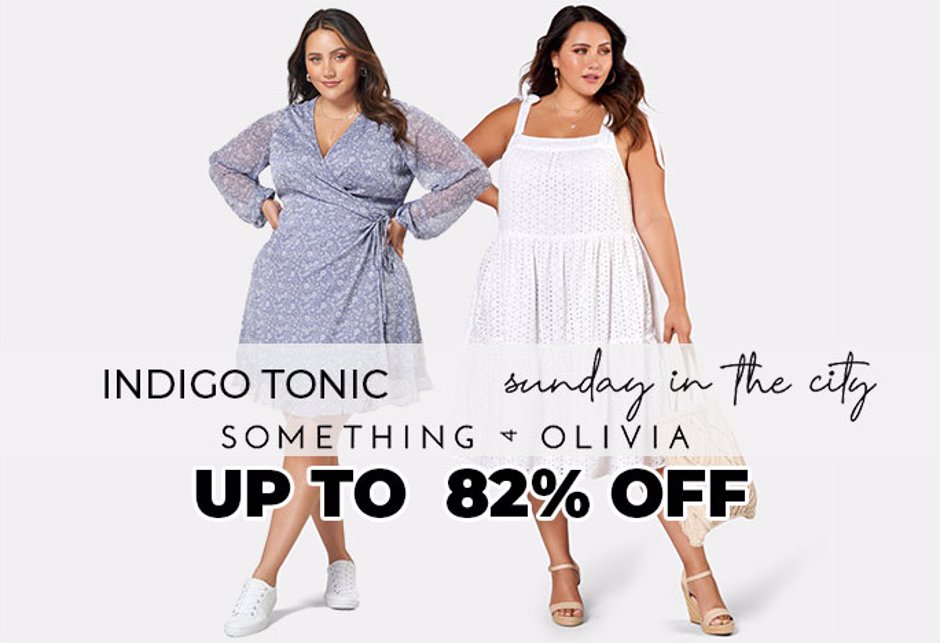 INDIGO TONIC
sunday in the city
SOMETHING 4 OLIVIA
UP TO 82% OFF